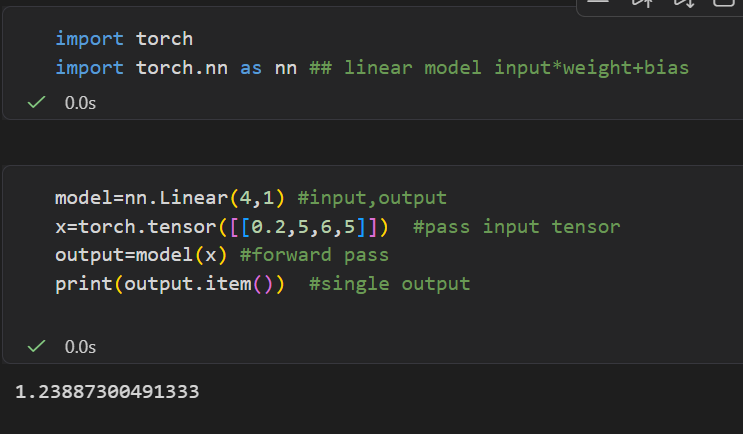 import torch
import torch.nn as nn ## linear model input*weight+bias
0.0s
model=nn.Linear(4,1) #input,output
x=torch.tensor([[0.2,5,6,5]])  #pass input tensor
output=model(x) #forward pass
print(output.item())  #single output
0.0s
1.23887300491333